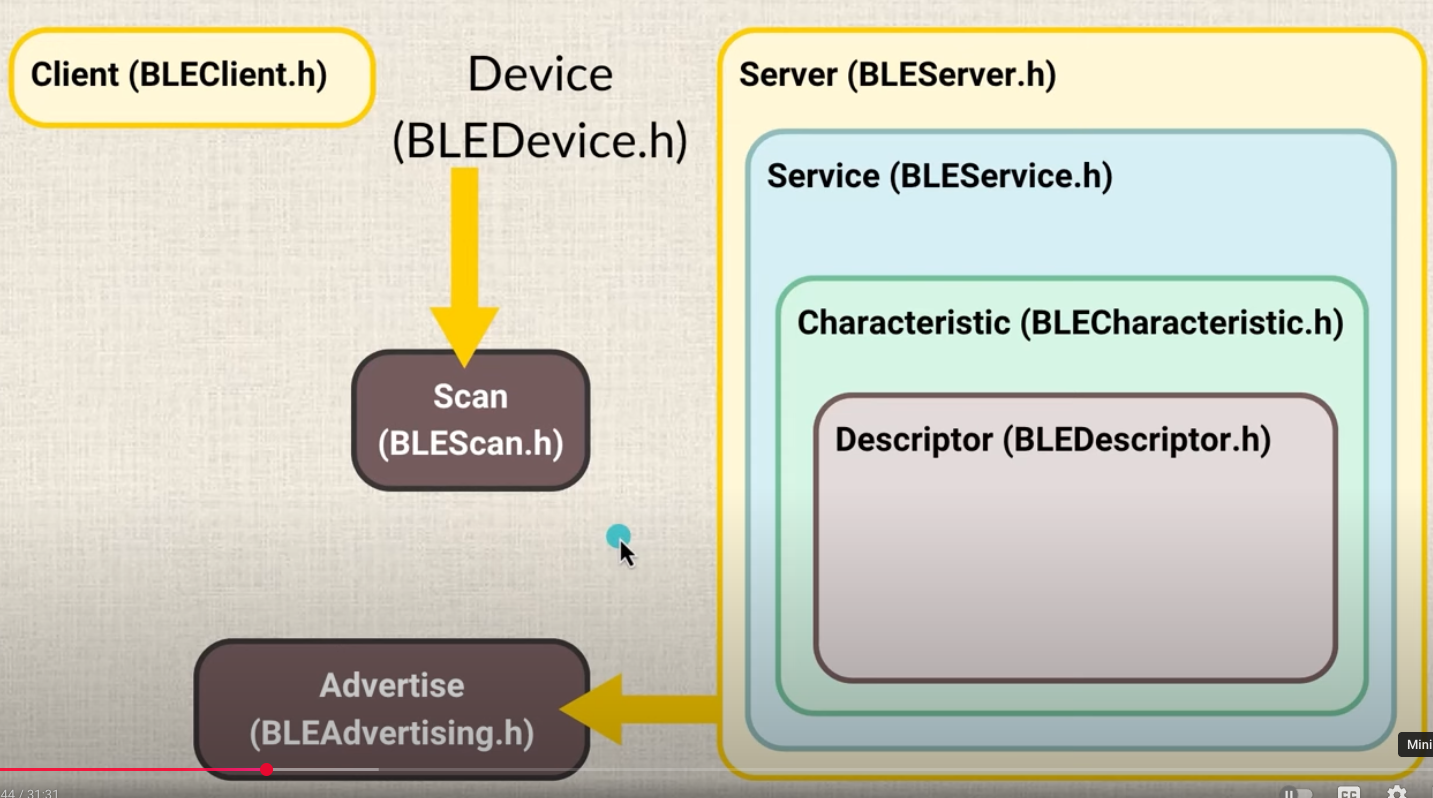 Client (BLEClient.h)
Device
(BLEDevice.h)
Server (BLEServer.h)
Service (BLEService.h)
Characteristic (BLECharacteristic.h)
Scan
(BLEScan.h)
Descriptor (BLEDescriptor.h)
Advertise
(BLEAdvertising.h)
Mini
44 / 31:31
CC